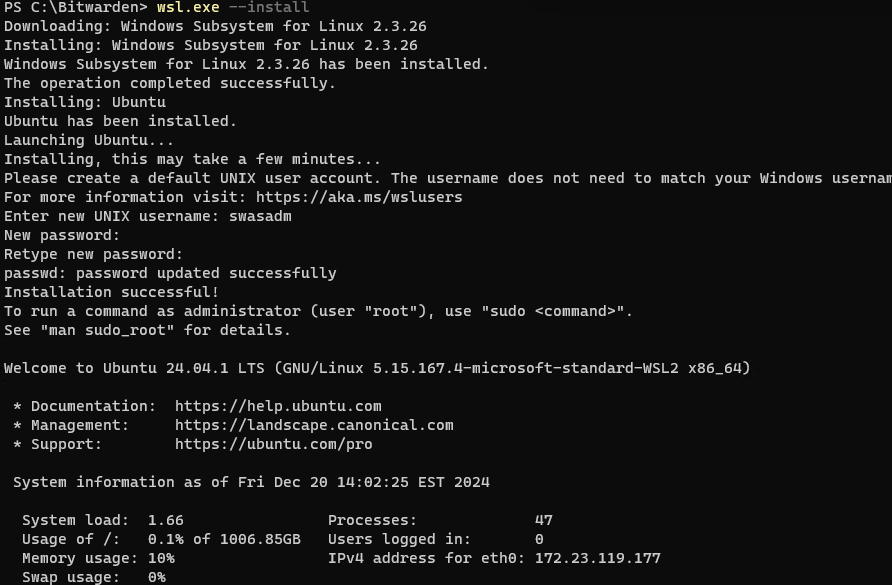 PS C:\Bitwarden> wsl.exe --install
Downloading: Windows Subsystem for Linux 2.3.26
Installing: Windows Subsystem for Linux 2.3.26
Windows Subsystem for Linux 2.3.26 has been installed.
The operation completed successfully.
Installing: Ubuntu
Ubuntu has been installed.
Launching Ubuntu...
Installing, this may take a few minutes...
Please create a default UNIX user account. The username does not need to match your Windows usernam
For more information visit: https://aka.ms/wslusers
Enter new UNIX username: swasadm
New password:
Retype new password:
passwd: password updated successfully
Installation successful!
To run a command as administrator (user "root"), use "sudo <command>".
See "man sudo_root" for details.
Welcome to Ubuntu 24.04.1 LTS (GNU/Linux 5.15.167.4-microsoft-standard-WSL2 x86_64)
* Documentation: https://help.ubuntu.com
* Management: https://landscape.canonical.com
* Support: https://ubuntu.com/pro
System information as of Fri Dec 20 14:02:25 EST 2024
System load: 1.66 Processes: 47
Usage of /: 0.1% of 1006.85GB Users logged in: 0
Memory usage: 10% IPv4 address for eth0: 172.23.119.177
Swap usage: 0%